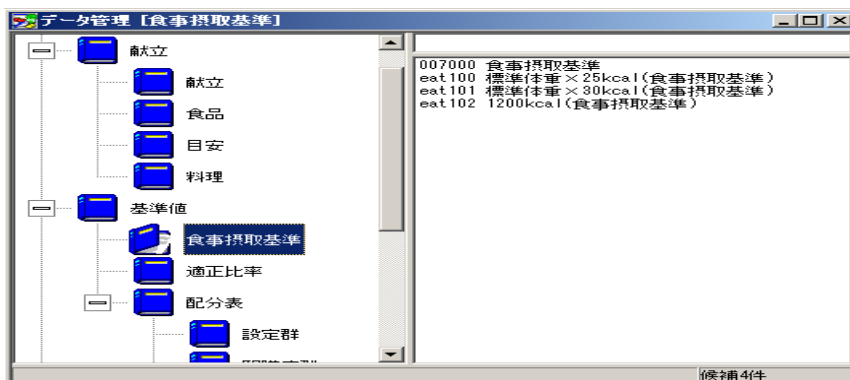 データ管理 [食事摂取基準]
献立
献立
食品
目安
料理
基準値
食事摂取基準
適正比率
配分表
設定群
007000 食事摂取基準
eat100 標準体重×25kcal(食事摂取基準)
eat101 標準体重×30kcal(食事摂取基準)
eat102 1200kcal(食事摂取基準)
候補4件